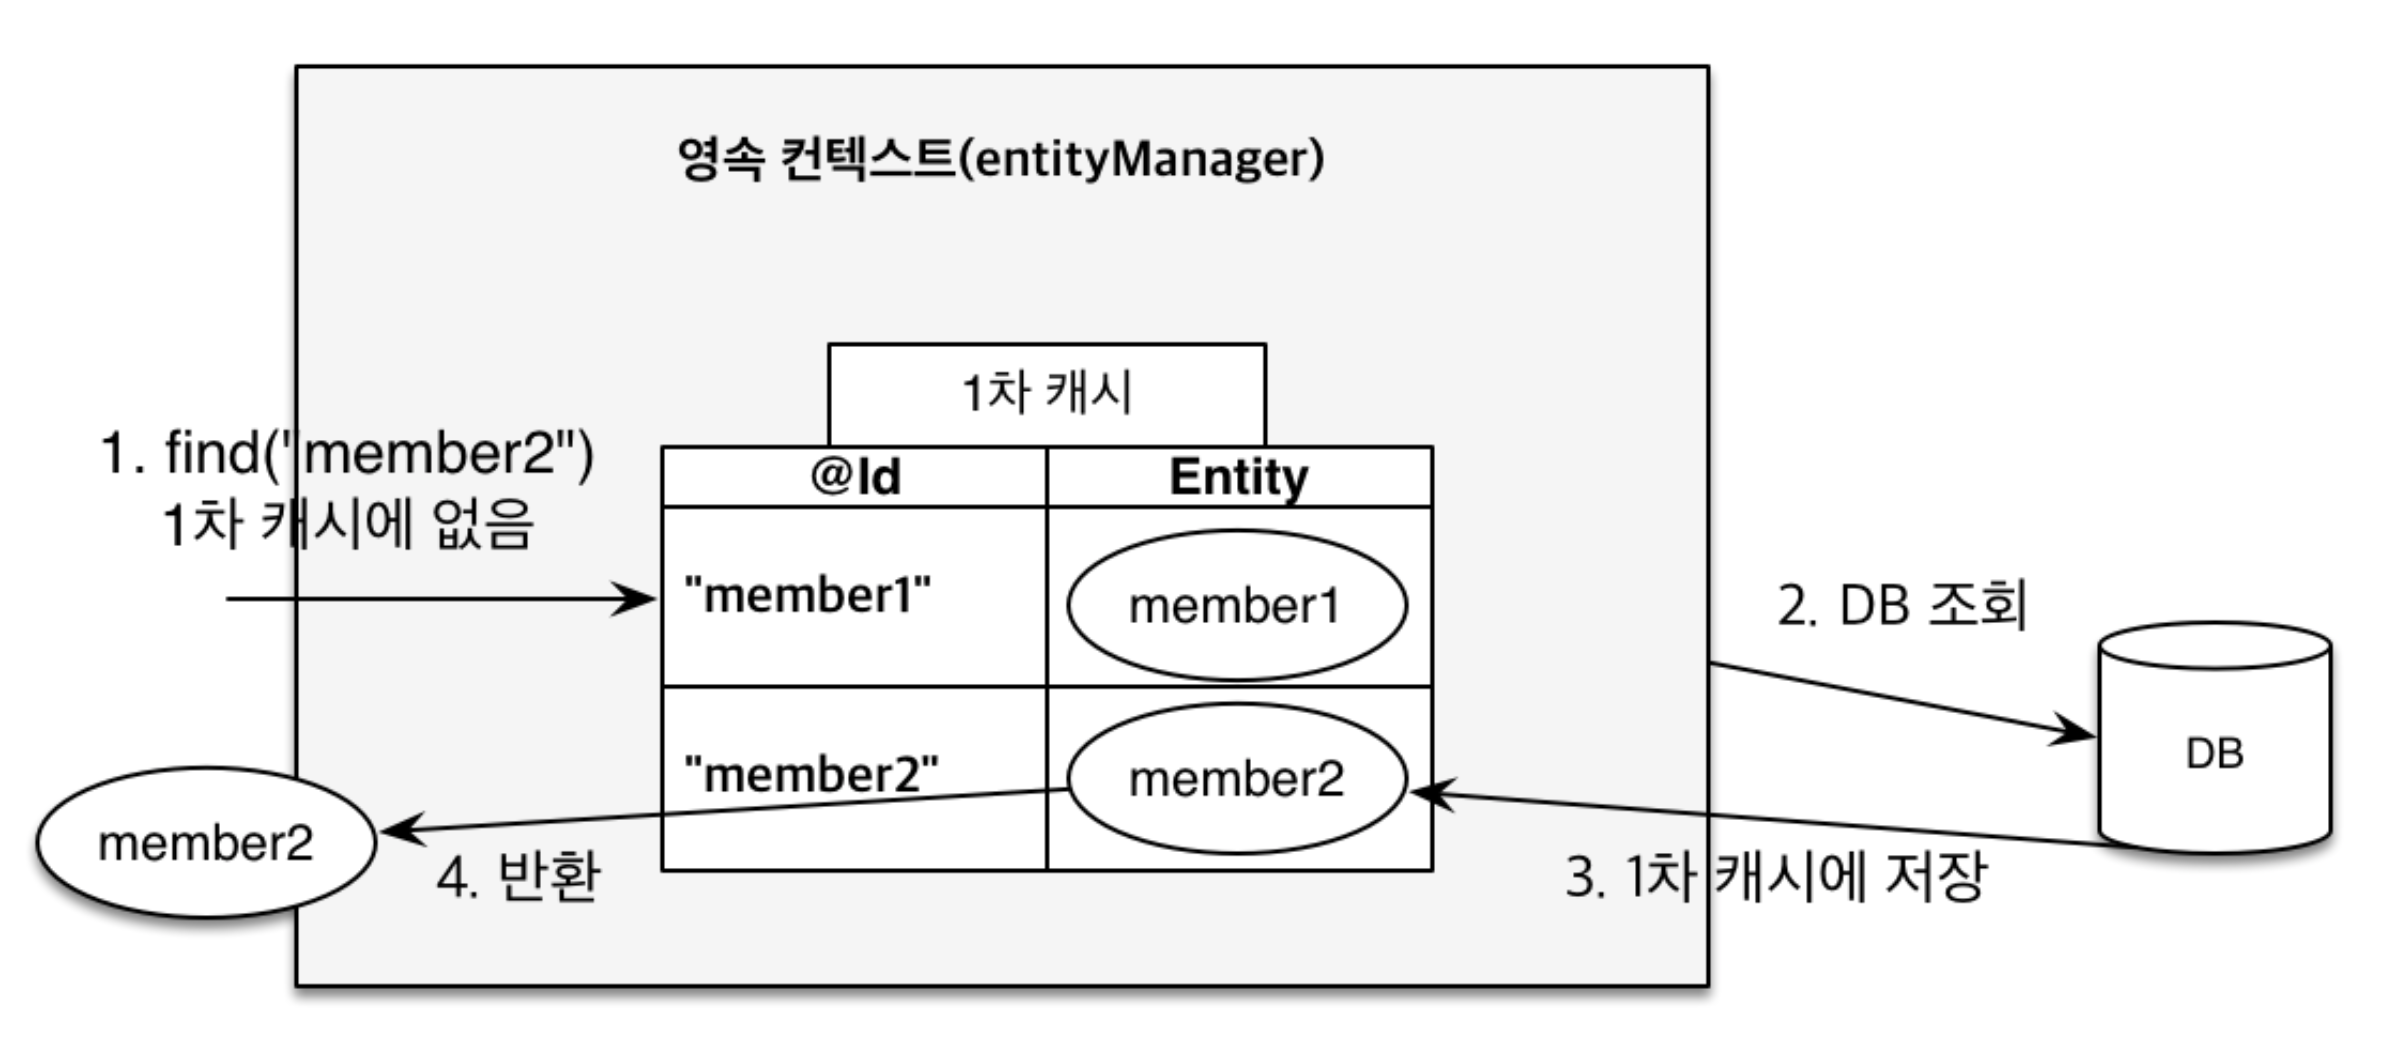 영속 컨텍스트(entityManager)
1차 캐시
1. find("member2")
1차 캐시에 없음
@Id
Entity
"member1"
member1
2. DB 조회
DB
"member2"
member2
member2
4. 반환
3. 1차 캐시에 저장